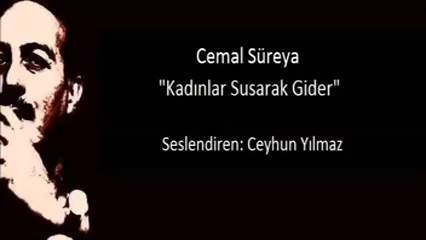 Cemal Süreya
"Kadınlar Susarak Gider"
Seslendiren: Ceyhun Yılmaz